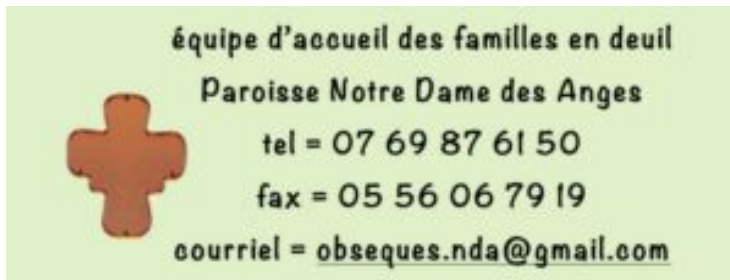 équipe d'accueil des familles en deuil
Paroisse Notre Dame des Anges
tel = 07 69 87 61 50
fax = 05 56 06 79 19
courriel = obseques.nda@gmail.com